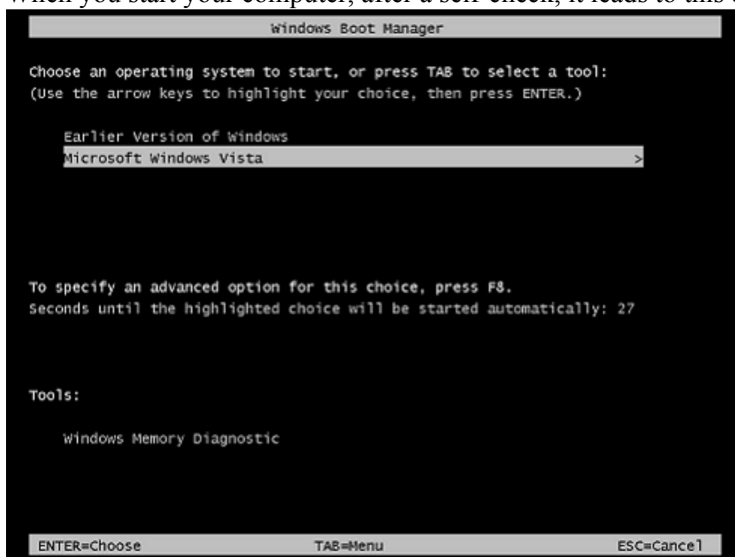 When you start your computer, after a self-check, it leads to this
Windows Boot Manager
Choose an operating system to start, or press TAB to select a tool:
(Use the arrow keys to highlight your choice, then press ENTER.)
Earlier Version of Windows
Microsoft Windows Vista >
To specify an advanced option for this choice, press F8.
Seconds until the highlighted choice will be started automatically: 27
Tools:
Windows Memory Diagnostic
ENTER=Choose TAB=Menu ESC=Cancel